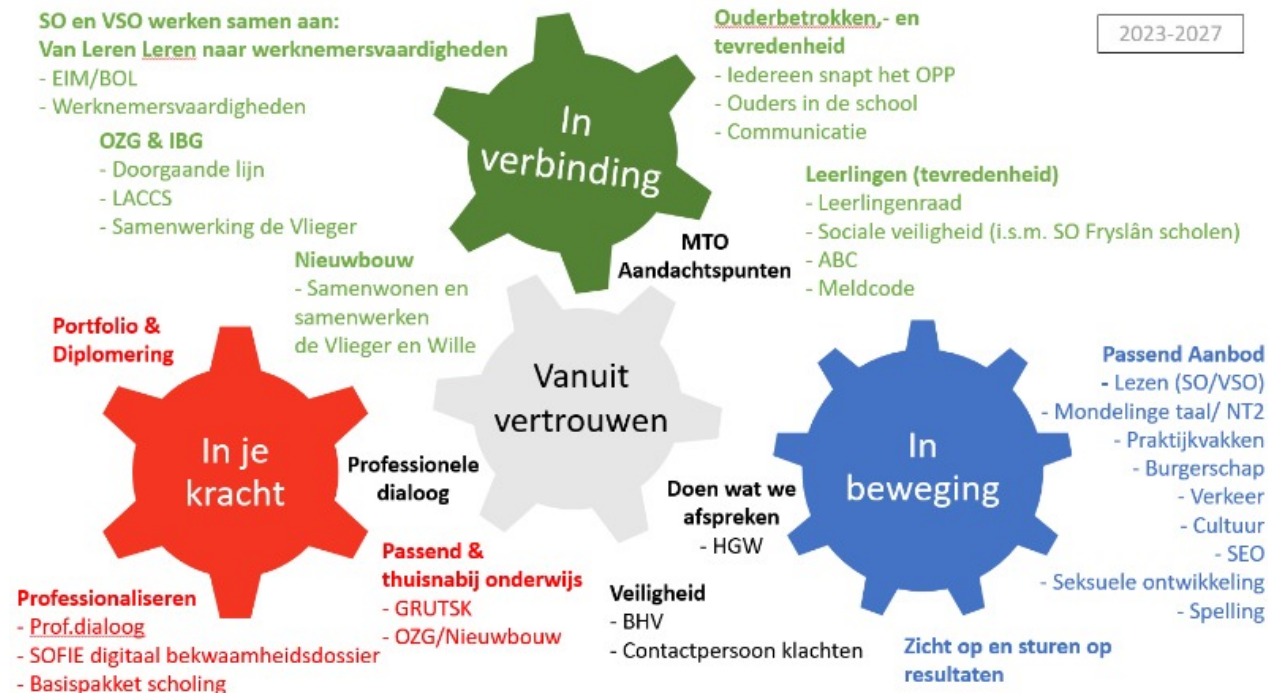 SO en VSO werken samen aan:
Van Leren Leren naar werknemersvaardigheden
- EIM/BOL
- Werknemersvaardigheden
OZG & IBG
- Doorgaande lijn
- LACCS
- Samenwerking de Vlieger
Nieuwbouw
- Samenwonen en
samenwerken
de Vlieger en Wille
In
verbinding
Ouderbetrokken,- en
tevredenheid
- Iedereen snapt het OPP
- Ouders in de school
- Communicatie
2023-2027
Leerlingen (tevredenheid)
- Leerlingenraad
- Sociale veiligheid (i.s.m. SO Fryslân scholen)
- ABC
- Meldcode
MTO
Aandachtspunten
Portfolio &
Diplomering
In je
kracht
Vanuit
vertrouwen
Professionele
dialoog
Doen wat we
afspreken
- HGW
In
beweging
Passend Aanbod
- Lezen (SO/VSO)
- Mondelinge taal/ NT2
- Praktijkvakken
- Burgerschap
- Verkeer
- Cultuur
- SEO
- Seksuele ontwikkeling
- Spelling
Professionaliseren
- Prof.dialoog
- SOFIE digitaal bekwaamheidsdossier
- Basispakket scholing
Passend &
thuisnabij onderwijs
- GRUTSK
- OZG/Nieuwbouw
Veiligheid
- BHV
- Contactpersoon klachten
Zicht op en sturen op
resultaten